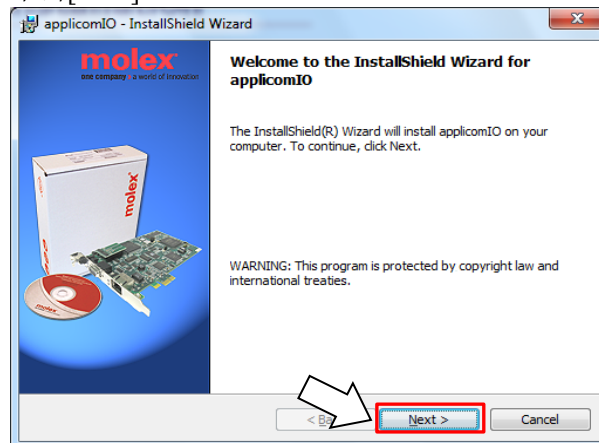 applicomIO - InstallShield Wizard
molex
one company › a world of innovation
Welcome to the InstallShield Wizard for
applicomIO
The InstallShield(R) Wizard will install applicomIO on your
computer. To continue, click Next.
molex
molex
WARNING: This program is protected by copyright law and
international treaties.
Next >
Cancel